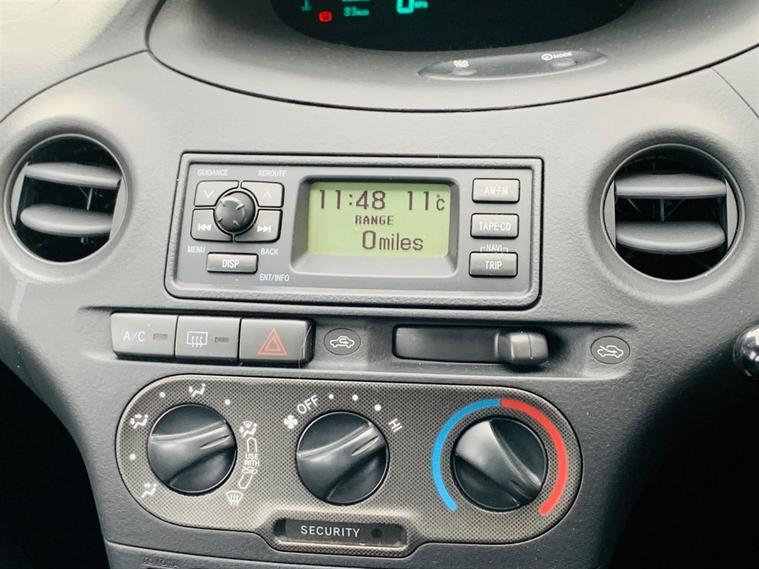 MODE
GUIDANCE REROUTE
11:48 11°C
RANGE
0miles
AM•FM
TAPE•CD
NAVI
TRIP
MENU BACK
DISP
ENT/INFO
A/C
OFF
HI
USE
WITH
SECURITY